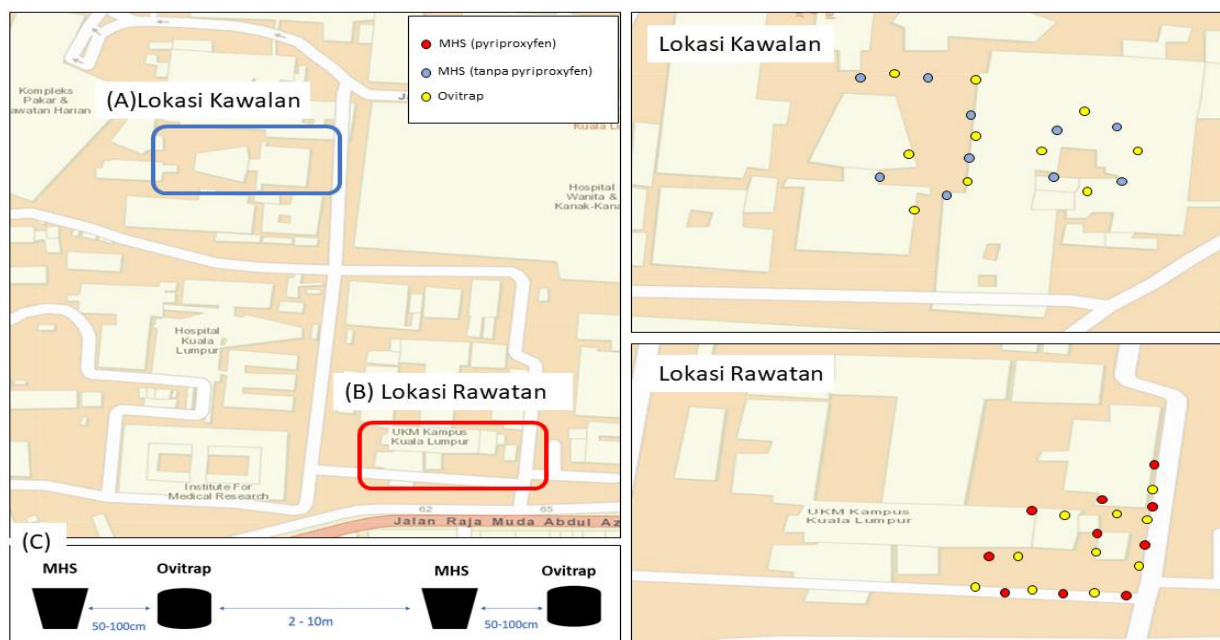 Kompleks
Pakar &
awatan Harian
(A)Lokasi Kawalan
MHS (pyriproxyfen)
MHS (tanpa pyriproxyfen)
Ovitrap
Kuala Lu
Hospital
Wanita &
Kanak-Kana
Hospital
Kuala
Lumpur
(B) Lokasi Rawatan
UKM Kampus
Kuala Lumpur
Institute For
Medical Research
62
65
Jalan Raja Muda Abdul Az
(C)
MHS
Ovitrap
MHS
Ovitrap
50-100cm
2 - 10m
50-100cm
Lokasi Kawalan
Lokasi Rawatan
UKM Kampus
Kuala Lumpur